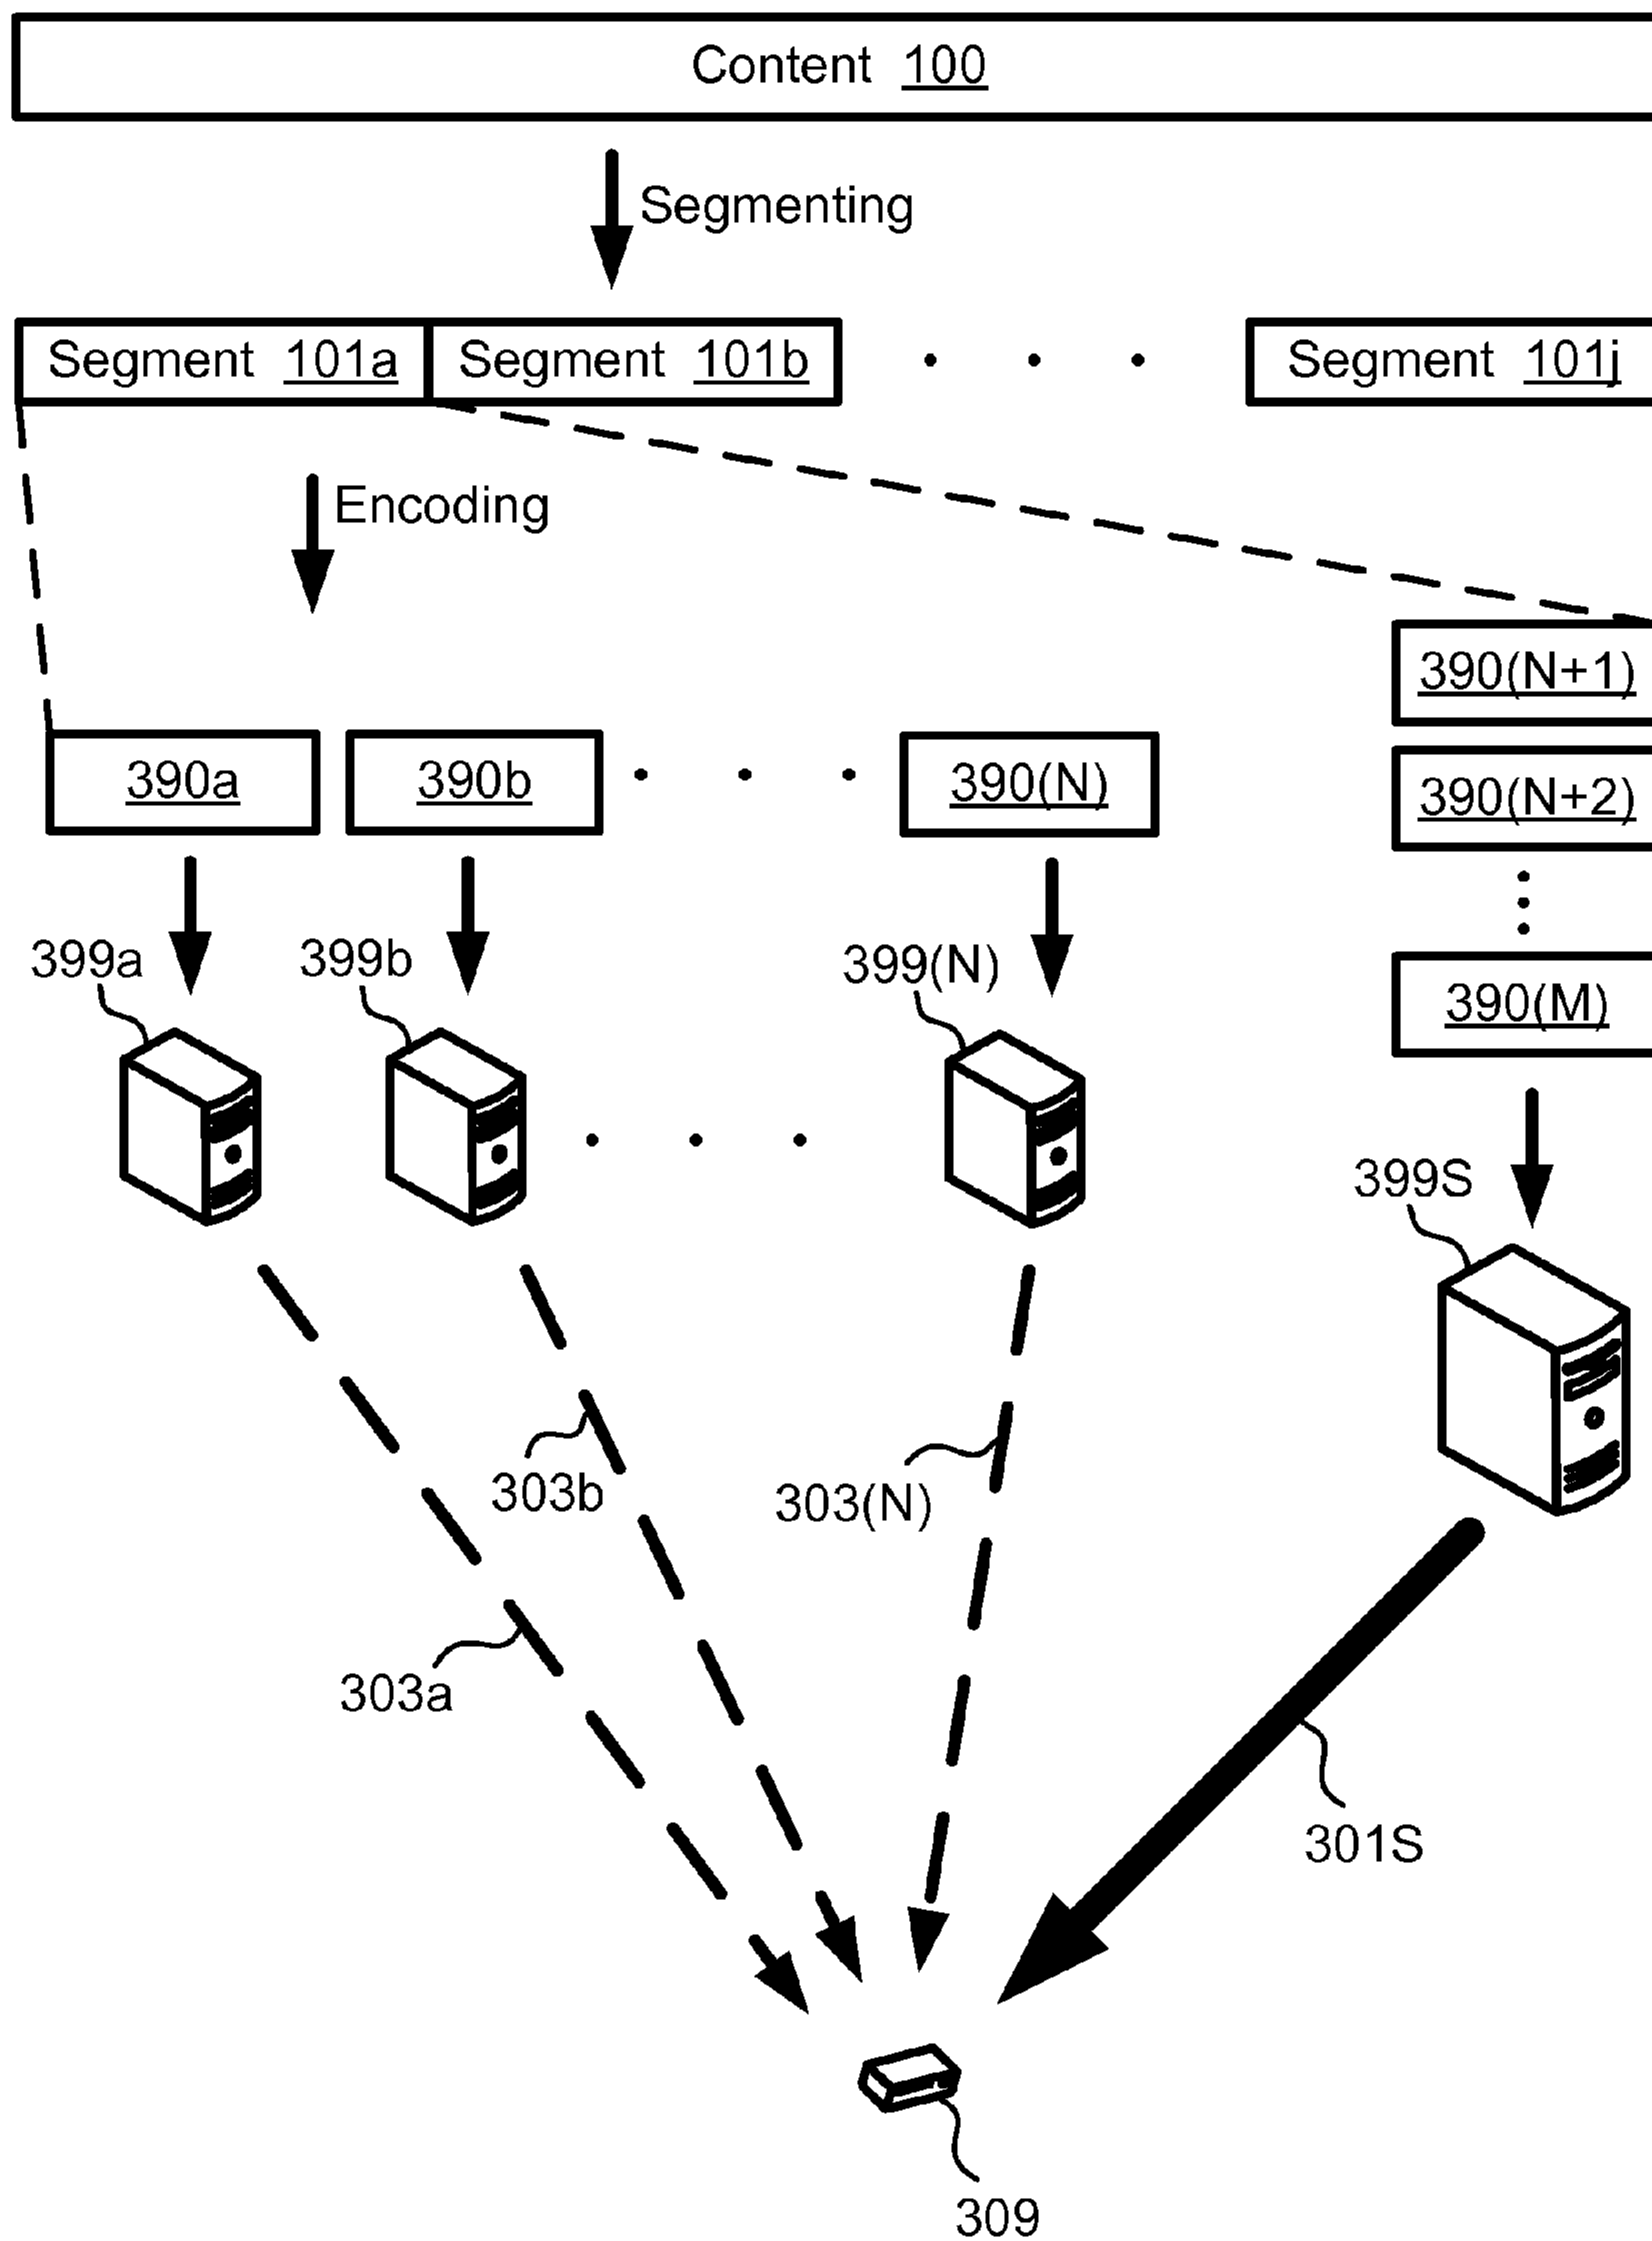 Content 100
Segmenting
Segment 101a Segment 101b Segment 101j
Encoding
390(N+1)
390a 390b 390(N) 390(N+2)
399a 399b 399(N)
390(M)
399S
303b 303(N)
303a
301S
309